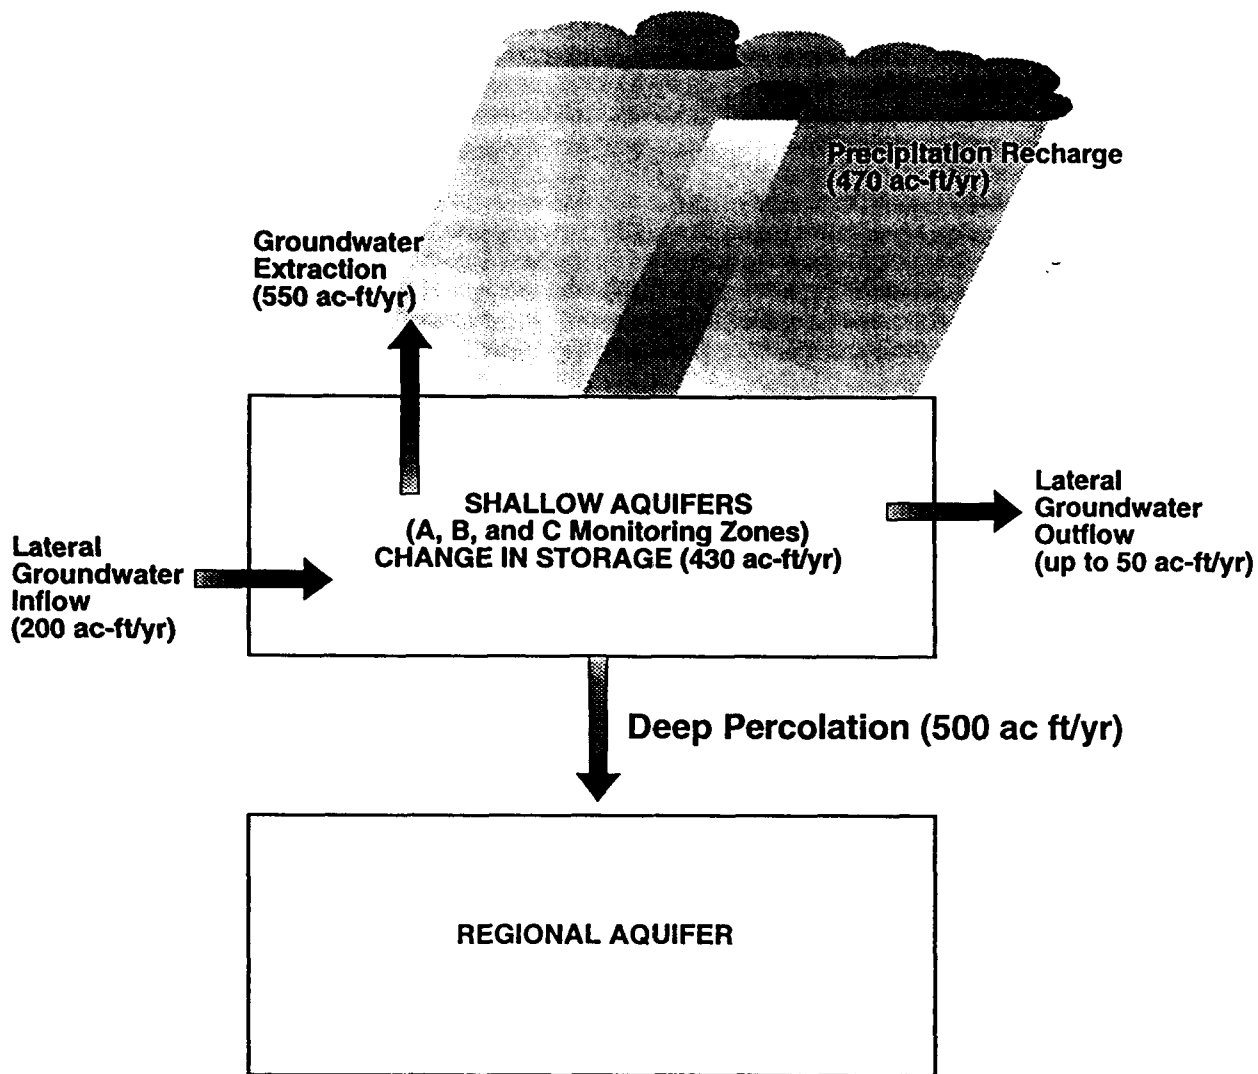 Precipitation Recharge
(470 ac-ft/yr)
Groundwater
Extraction
(550 ac-ft/yr)
SHALLOW AQUIFERS
(A, B, and C Monitoring Zones)
CHANGE IN STORAGE (430 ac-ft/yr)
Lateral
Groundwater
Outflow
(up to 50 ac-ft/yr)
Lateral
Groundwater
Inflow
(200 ac-ft/yr)
Deep Percolation (500 ac ft/yr)
REGIONAL AQUIFER